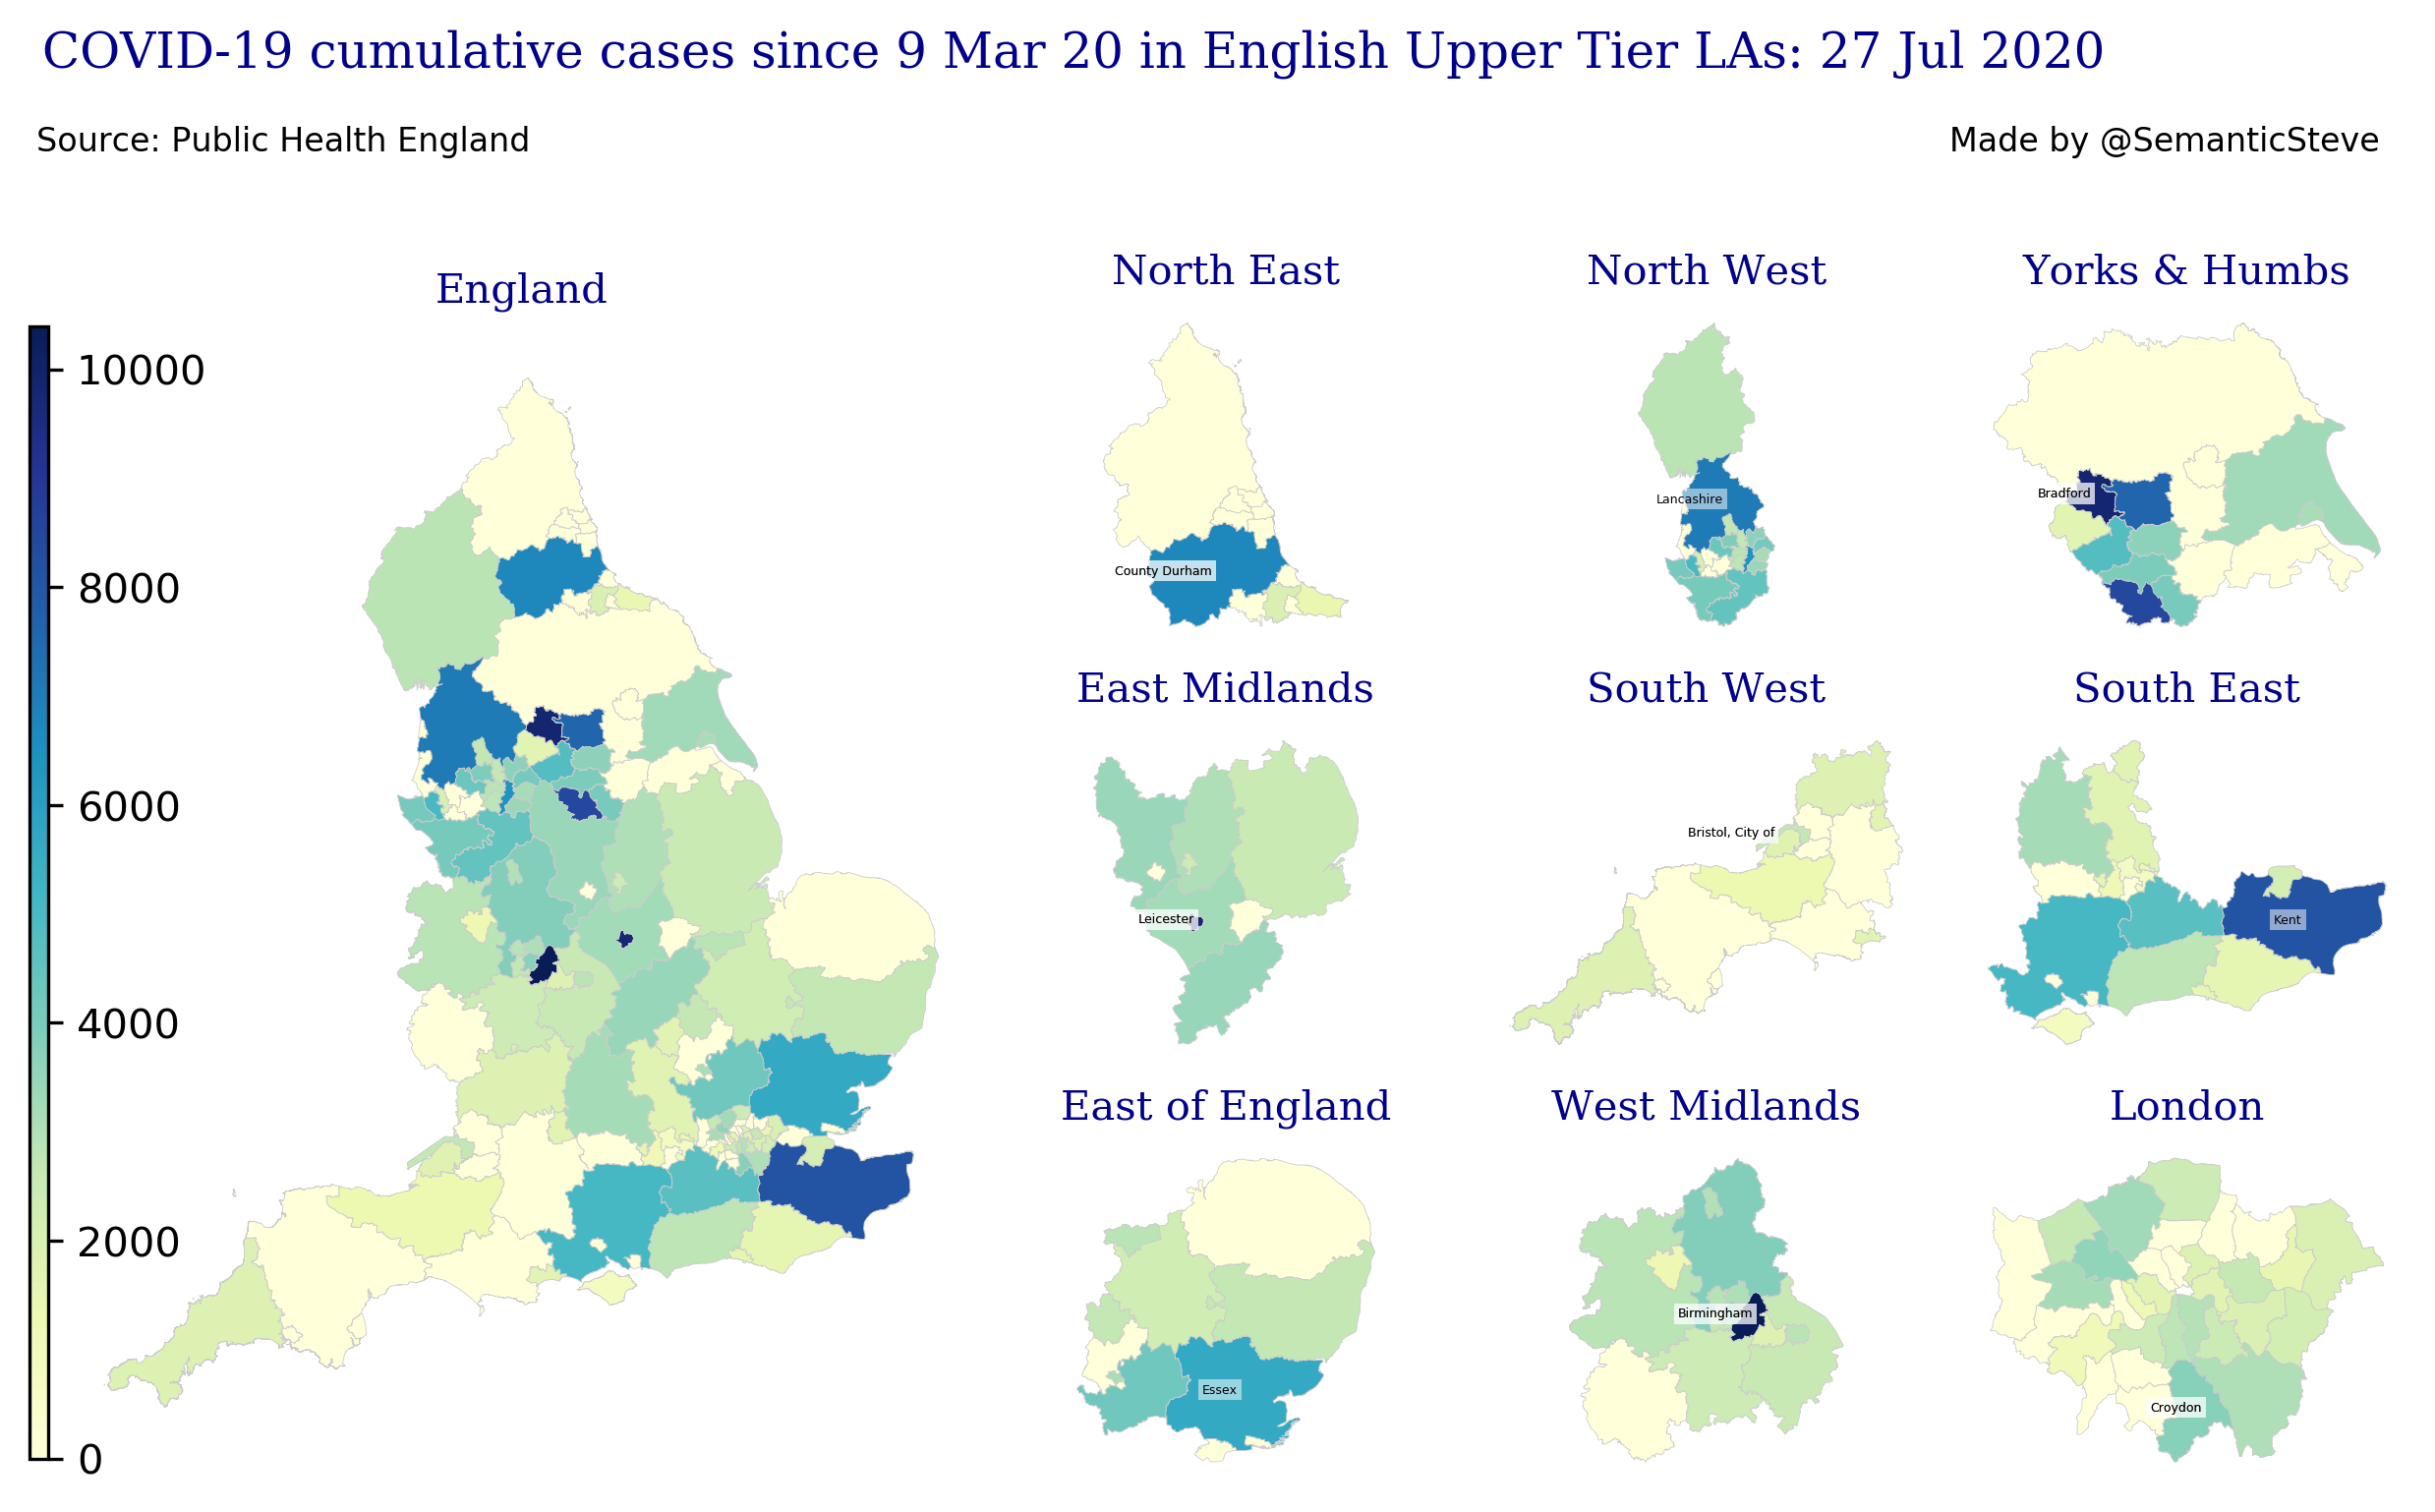 COVID-19 cumulative cases since 9 Mar 20 in English Upper Tier LAs: 27 Jul 2020
Source: Public Health England
Made by @SemanticSteve
England
10000
8000
6000
4000
2000
0
North East
County Durham
North West
Lancashire
Yorks & Humbs
Bradford
East Midlands
Leicester
South West
Bristol, City of
South East
Kent
East of England
Essex
West Midlands
Birmingham
London
Croydon